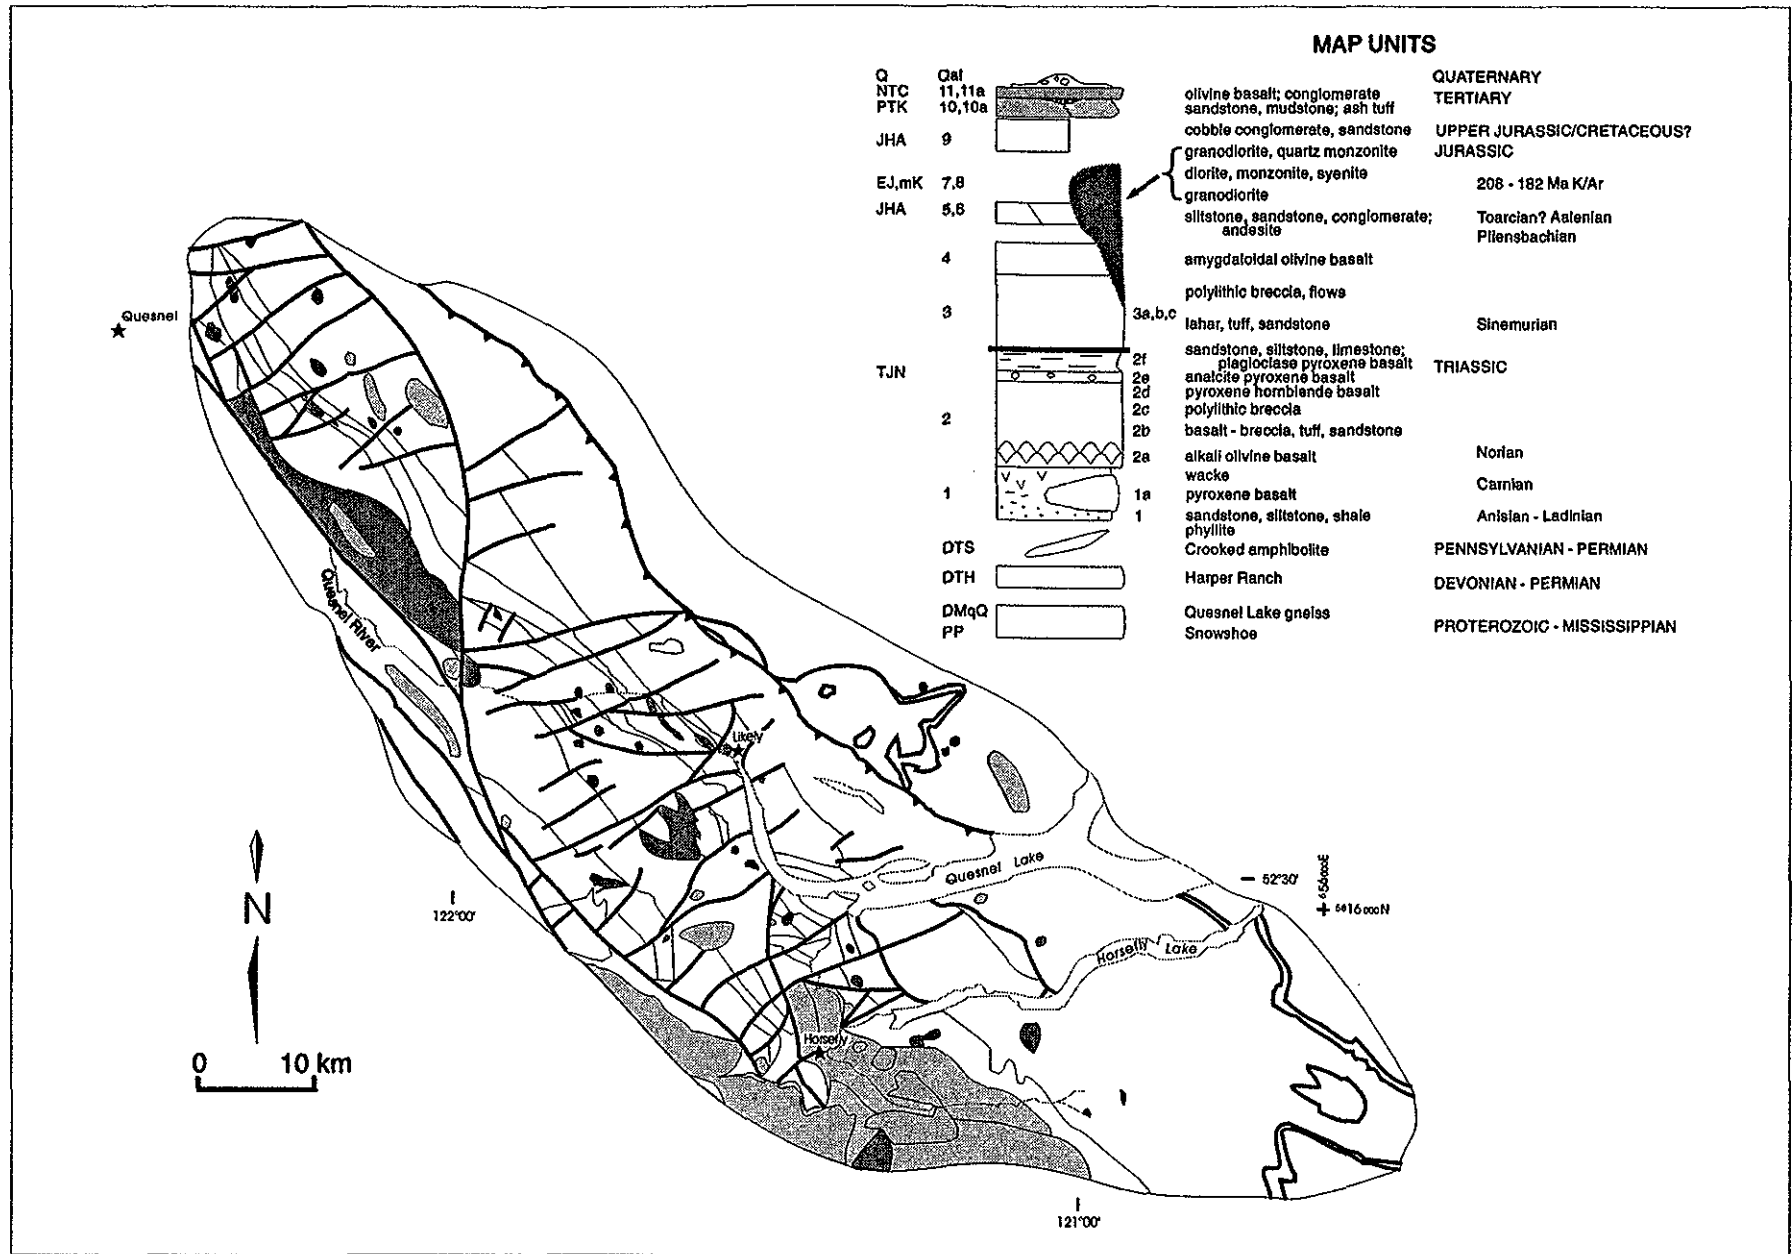 MAP UNITS
Q Qal QUATERNARY
NTC 11,11a olivine basalt; conglomerate TERTIARY
PTK 10,10a sandstone, mudstone; ash tuff
cobble conglomerate, sandstone UPPER JURASSIC/CRETACEOUS?
JHA 9
granodiorite, quartz monzonite JURASSIC
diorite, monzonite, syenite
EJ,mK 7,8 208 - 182 Ma K/Ar
granodiorite
JHA 5,6 siltstone, sandstone, conglomerate; Toarcian? Aalenian
andesite Pliensbachian
4 amygdaloidal olivine basalt
polylithic breccia, flows
3 3a,b,c
lahar, tuff, sandstone Sinemurian
sandstone, siltstone, limestone;
2f plagioclase pyroxene basalt TRIASSIC
TJN 2e analcite pyroxene basalt
2d pyroxene hornblende basalt
2c polylithic breccia
2
2b basalt - breccia, tuff, sandstone
2a alkali olivine basalt Norian
wacke
Carnian
1 1a pyroxene basalt
1 sandstone, siltstone, shale Anisian - Ladinian
phyllite
DTS Crooked amphibolite PENNSYLVANIAN - PERMIAN
DTH Harper Ranch DEVONIAN - PERMIAN
DMqQ Quesnel Lake gneiss
PP Snowshoe PROTEROZOIC - MISSISSIPPIAN
Quesnel
Quesnel River
Likely
Quesnel Lake
52°30'
656000E
5816000N
N
122°00'
Horsefly Lake
Horsefly
0 10 km
121°00'